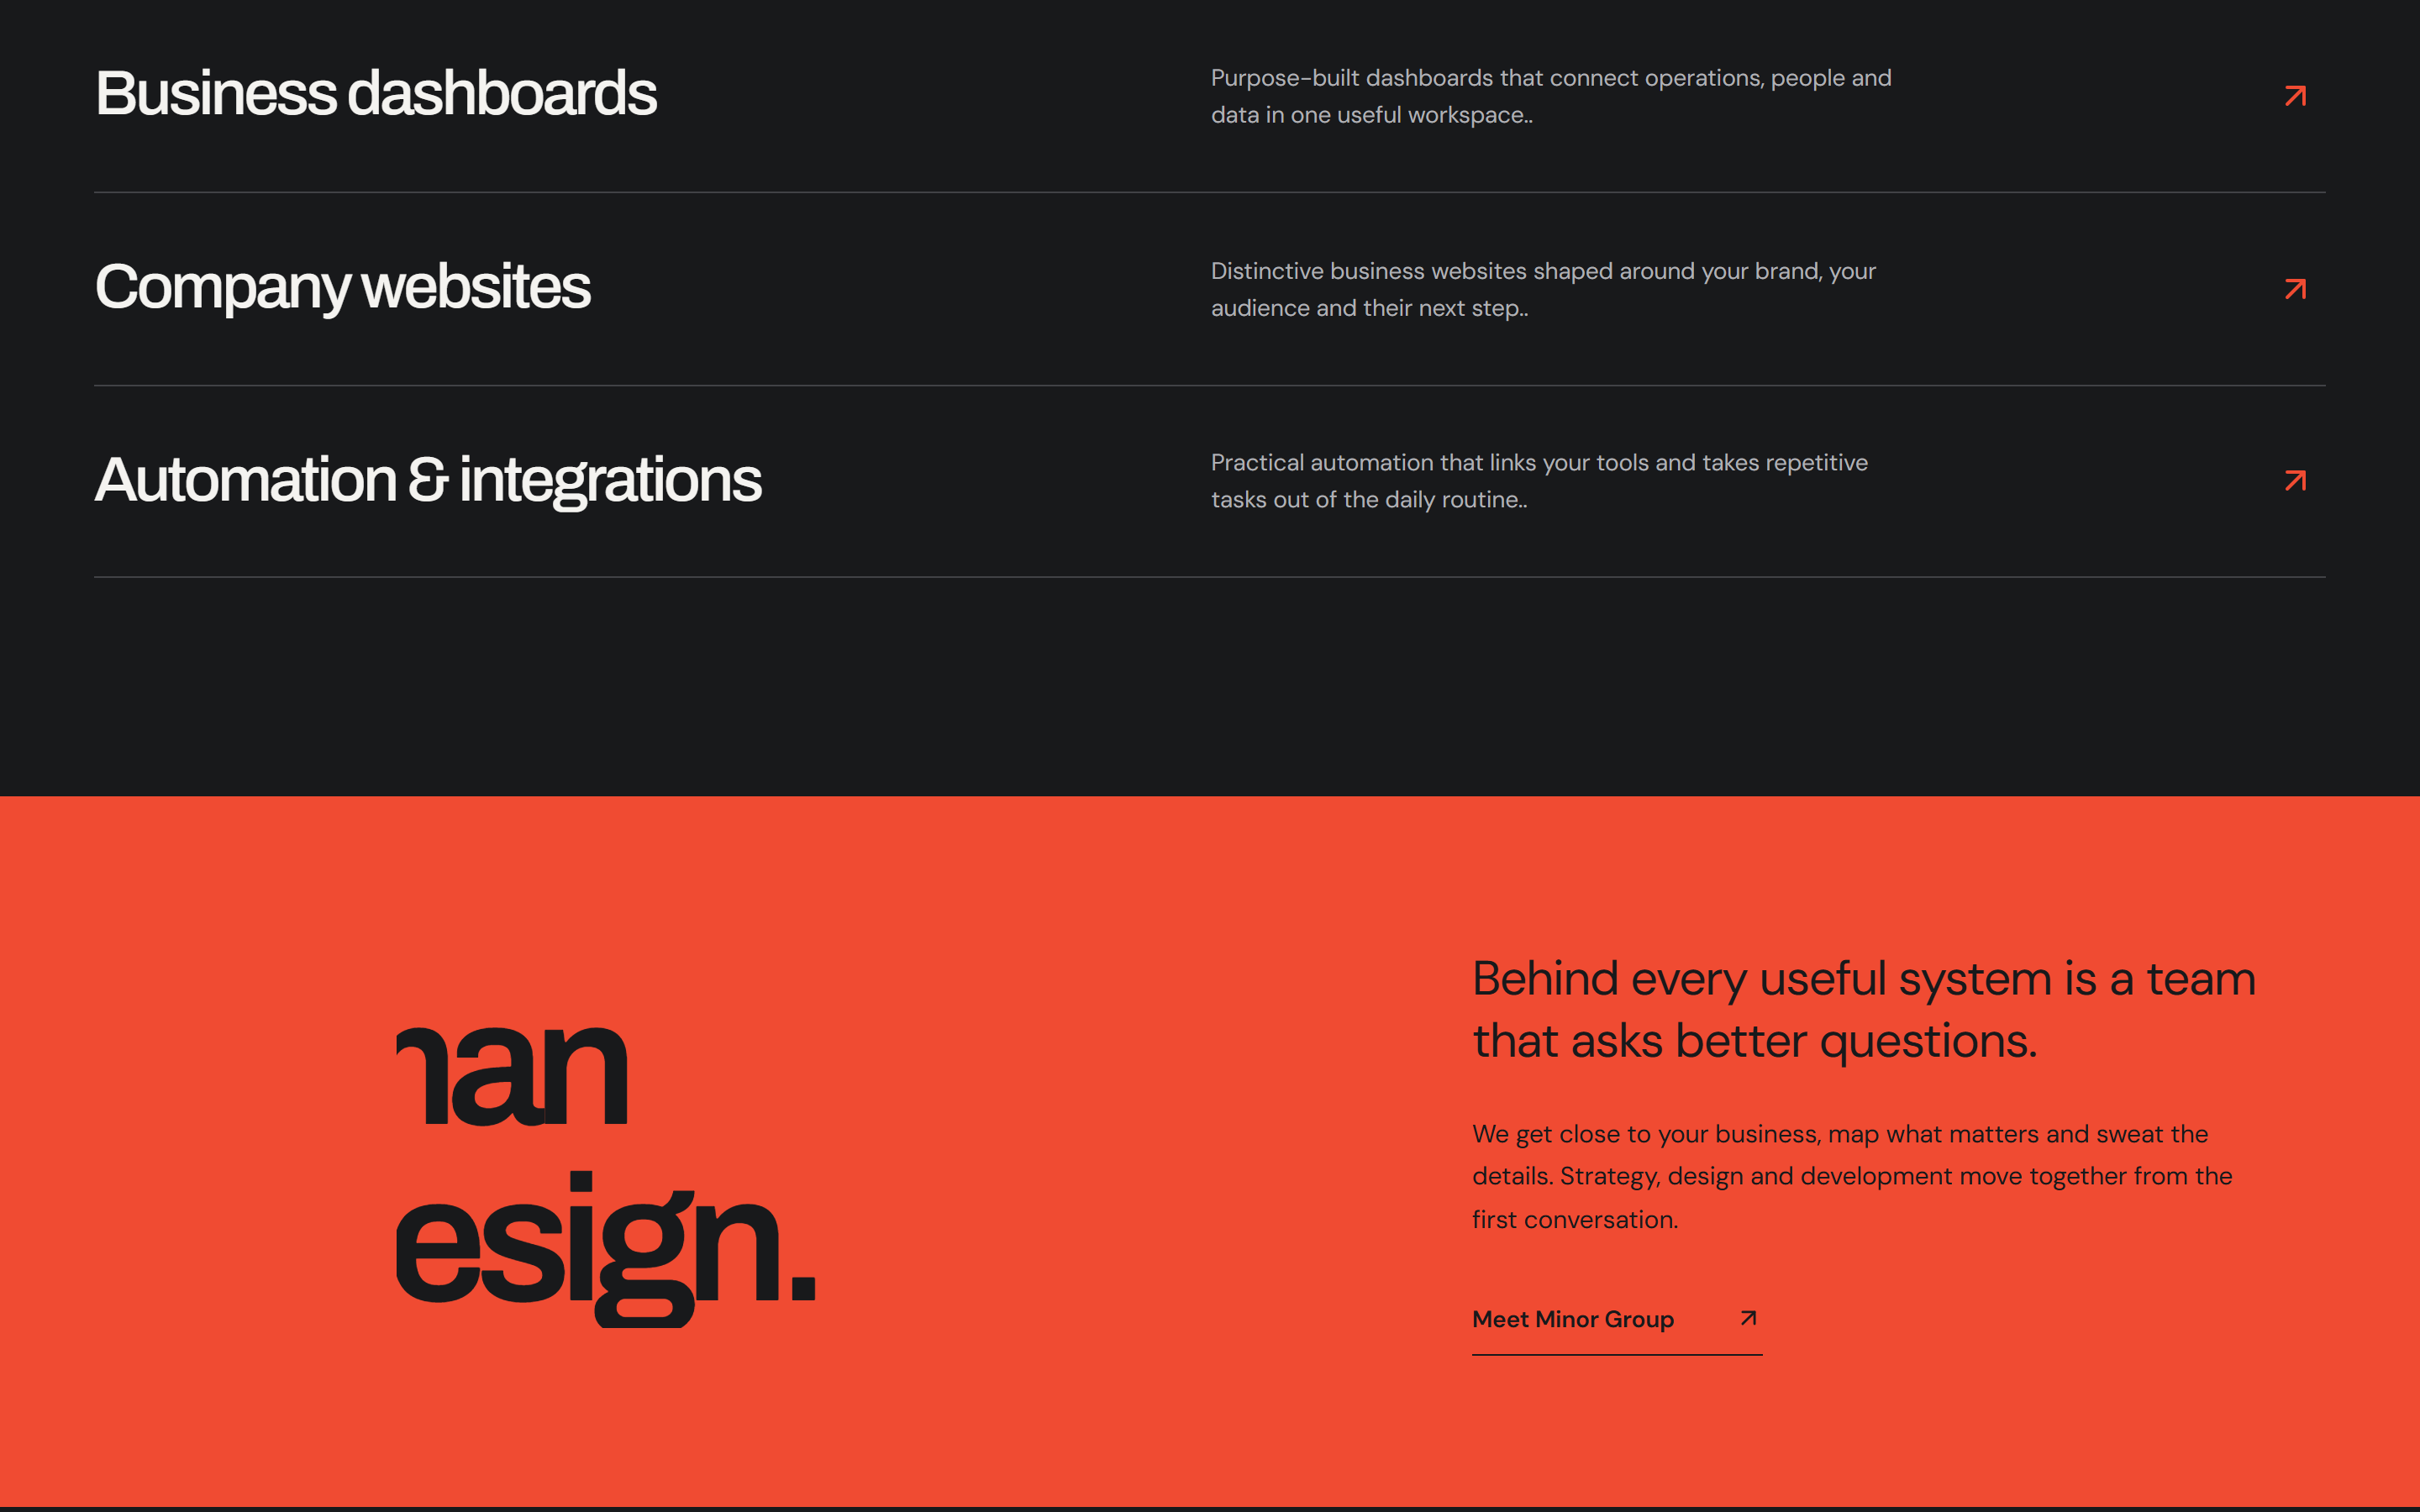 Business dashboards
Purpose-built dashboards that connect operations, people and
data in one useful workspace..
Company websites
Distinctive business websites shaped around your brand, your
audience and their next step..
Automation & integrations
Practical automation that links your tools and takes repetitive
tasks out of the daily routine..
an
esign.
Behind every useful system is a team
that asks better questions.
We get close to your business, map what matters and sweat the
details. Strategy, design and development move together from the
first conversation.
Meet Minor Group